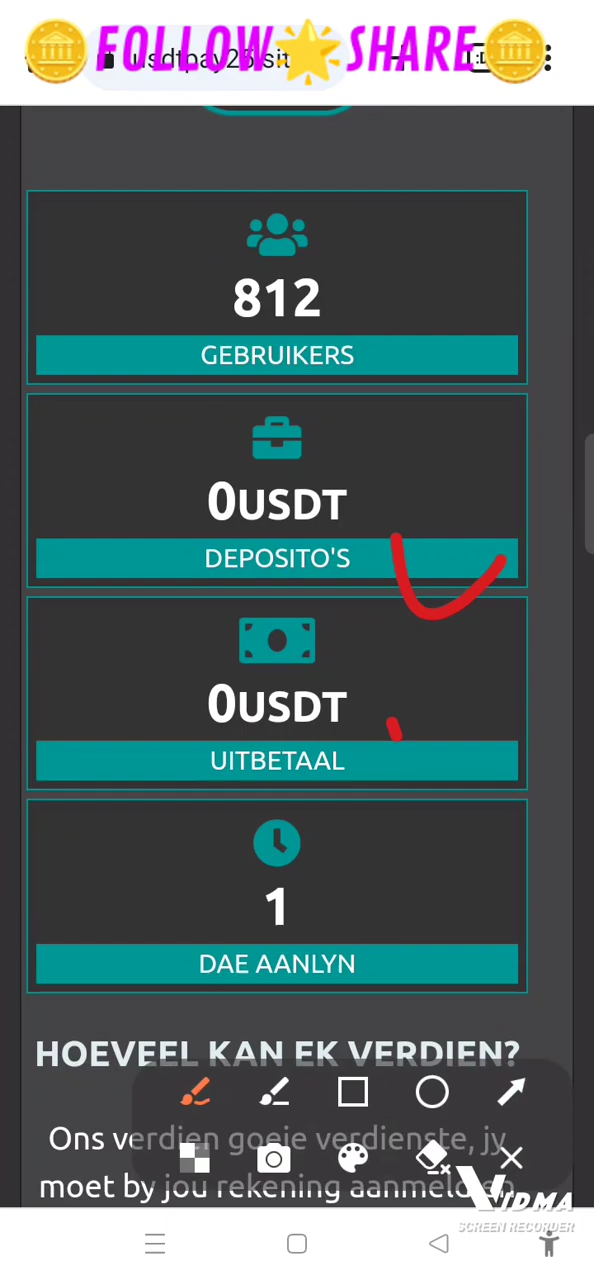 FOLLOW SHARE
812
GEBRUIKERS
0USDT
DEPOSITO'S
0USDT
UITBETAAL
1
DAE AANLYN
HOEVEEL KAN EK VERDIEN?
Ons verdien goeie verdienste, jy
moet by jou rekening
VIDMA
SCREEN RECORDER